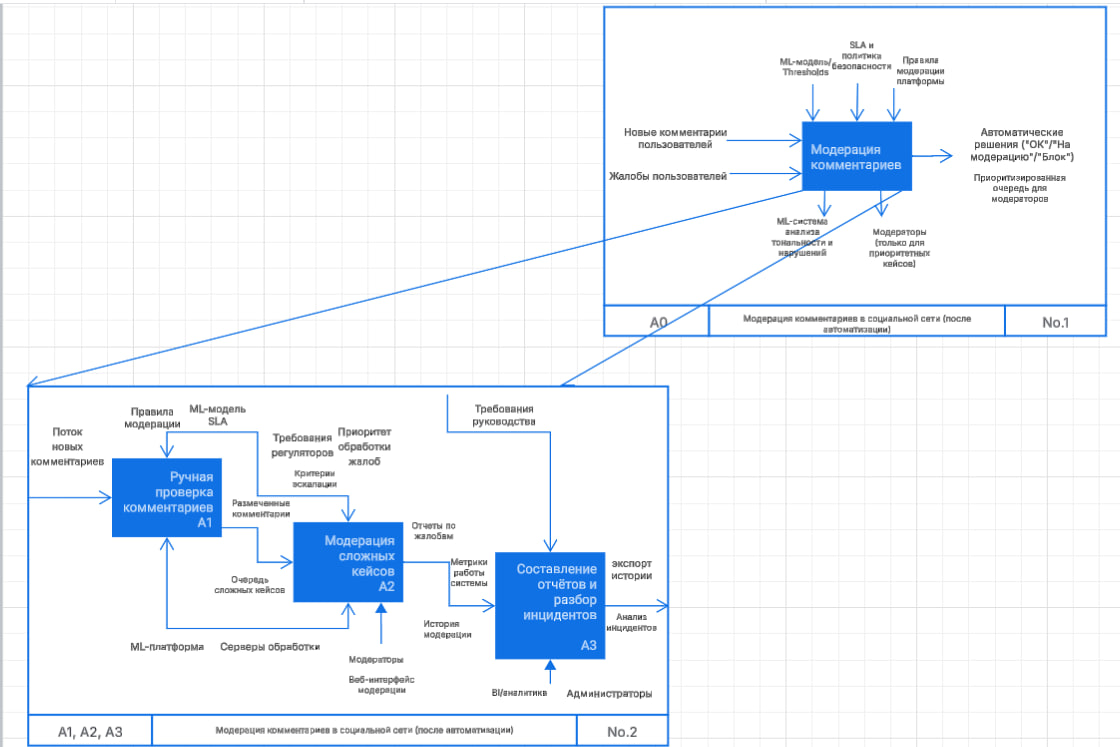 SLA и
политика
безопасности
ML-модель/
Thresholds
Правила
модерации
платформы
Новые комментарии
пользователей
Жалобы пользователей
Модерация
комментариев
Автоматические
решения ("ОК"/"На
модерацию"/"Блок")
Приоритизированная
очередь для
модераторов
ML-система
анализа
тональности и
нарушений
Модераторы
(только для
приоритетных
кейсов)
A0
Модерация комментариев в социальной сети (после
автоматизации)
No.1
Поток
новых
комментариев
Правила
модерации
ML-модель
SLA
Требования
регуляторов
Приоритет
обработки
жалоб
Критерии
эскалации
Требования
руководства
Ручная
проверка
комментариев
A1
Размеченные
комментарии
Очередь
сложных кейсов
Модерация
сложных
кейсов
A2
Отчеты по
жалобам
Метрики
работы
системы
История
модерации
Составление
отчётов и
разбор
инцидентов
A3
экспорт
истории
Анализ
инцидентов
ML-платформа
Серверы обработки
Модераторы
Веб-интерфейс
модерации
BI/аналитика
Администраторы
A1, A2, A3
Модерация комментариев в социальной сети (после автоматизации)
No.2